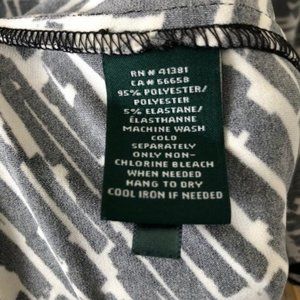 RN # 41381
CA # 56658
95% POLYESTER/
POLYESTER
5% ELASTANE/
ÉLASTHANNE
MACHINE WASH
COLD
SEPARATELY
ONLY NON-
CHLORINE BLEACH
WHEN NEEDED
HANG TO DRY
COOL IRON IF NEEDED